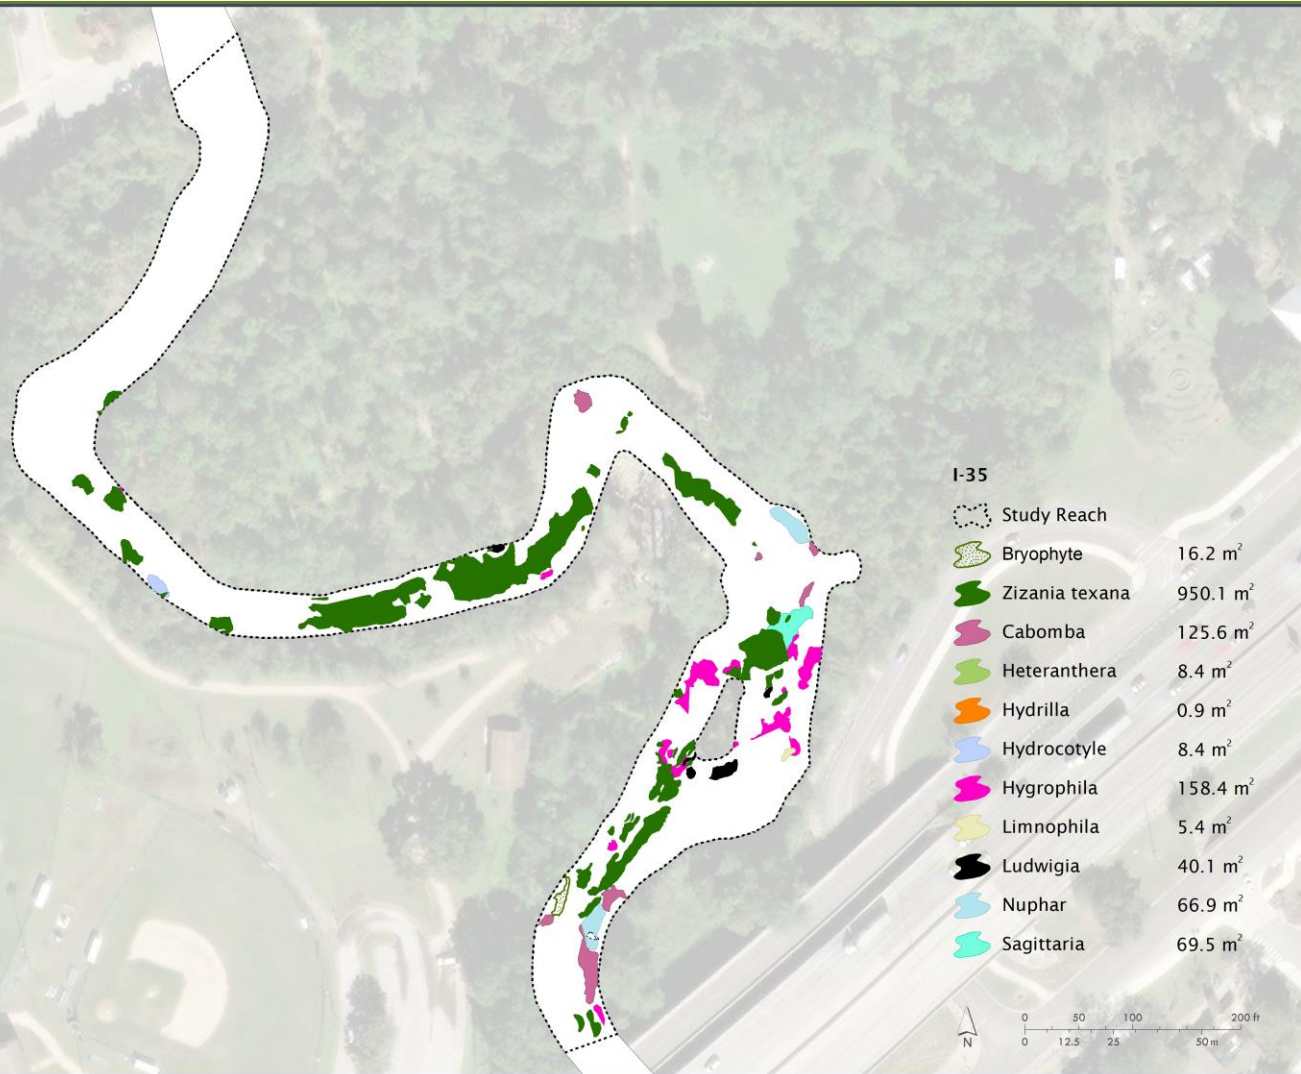 I-35
Study Reach
Bryophyte 16.2 m²
Zizania texana 950.1 m²
Cabomba 125.6 m²
Heteranthera 8.4 m²
Hydrilla 0.9 m²
Hydrocotyle 8.4 m²
Hygrophila 158.4 m²
Limnophila 5.4 m²
Ludwigia 40.1 m²
Nuphar 66.9 m²
Sagittaria 69.5 m²
N
0 50 100 200 ft
0 12.5 25 50 m